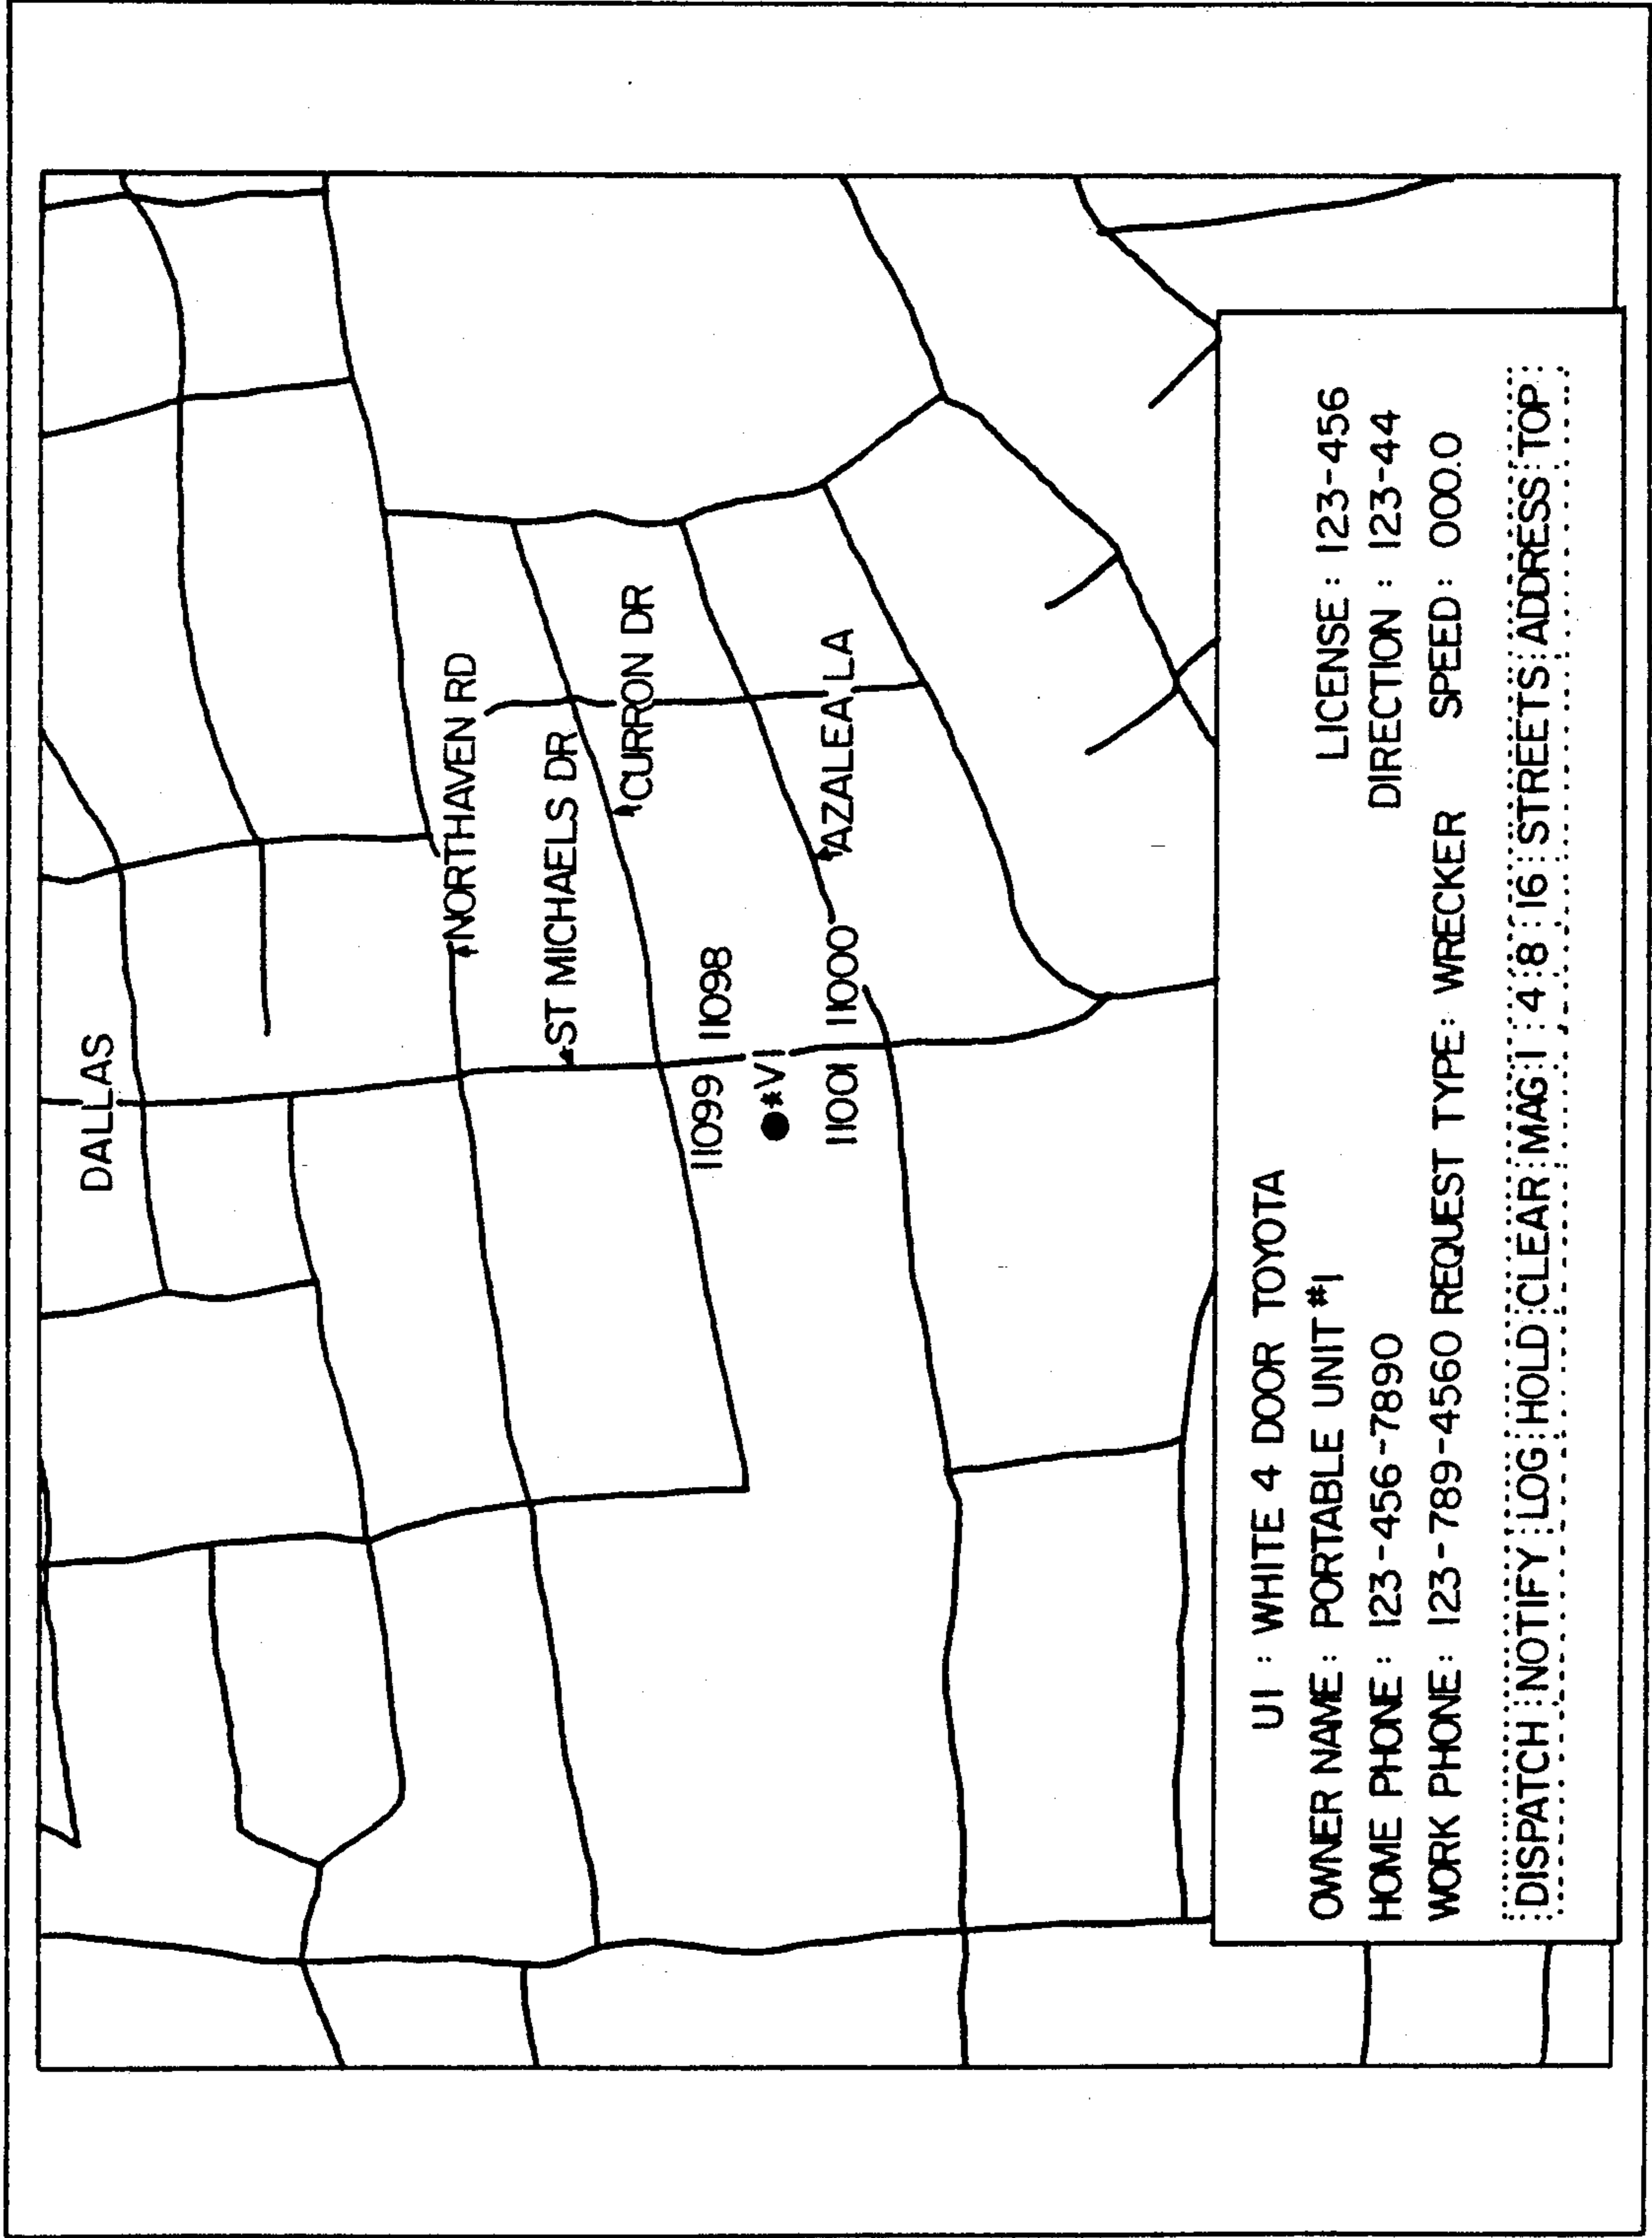 DALLAS
NORTHAVEN RD
ST MICHAELS DR
CURRON DR
11099 11098
*V1
11001 11000
AZALEA LA
U1 : WHITE 4 DOOR TOYOTA
OWNER NAME : PORTABLE UNIT #1 LICENSE : 123-456
HOME PHONE : 123-456-7890 DIRECTION : 123-44
WORK PHONE : 123-789-4560 REQUEST TYPE : WRECKER SPEED : 000.0
DISPATCH NOTIFY LOG HOLD CLEAR MAG 1 4 8 16 STREETS ADDRESS TOP